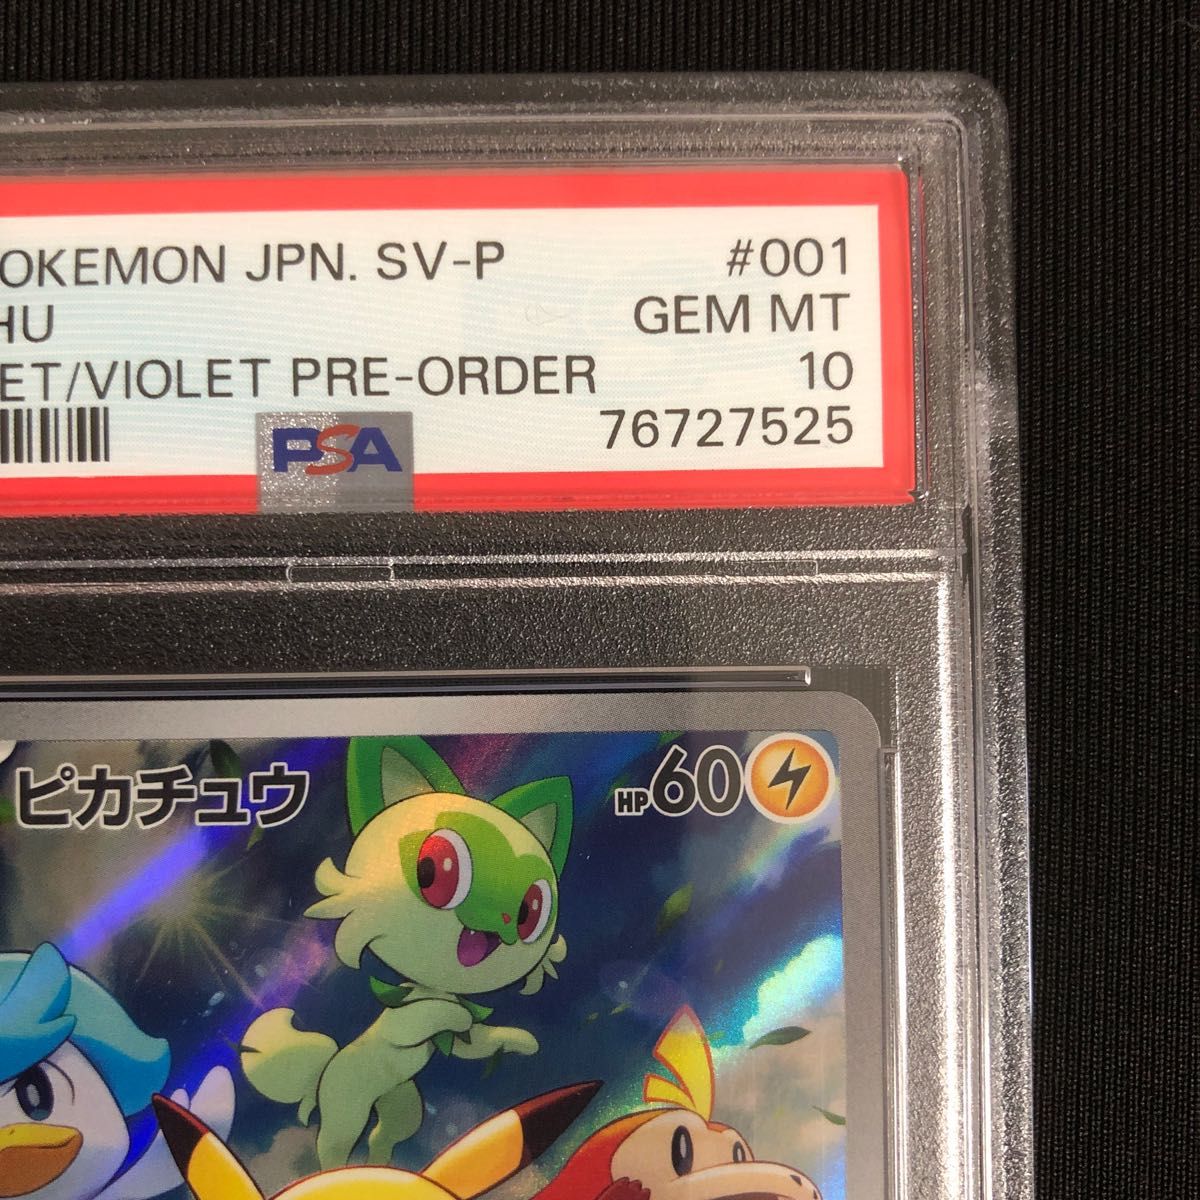 OKEMON JPN. SV-P #001
HU GEM MT
ET/VIOLET PRE-ORDER 10
PSA 76727525
ピカチュウ HP60